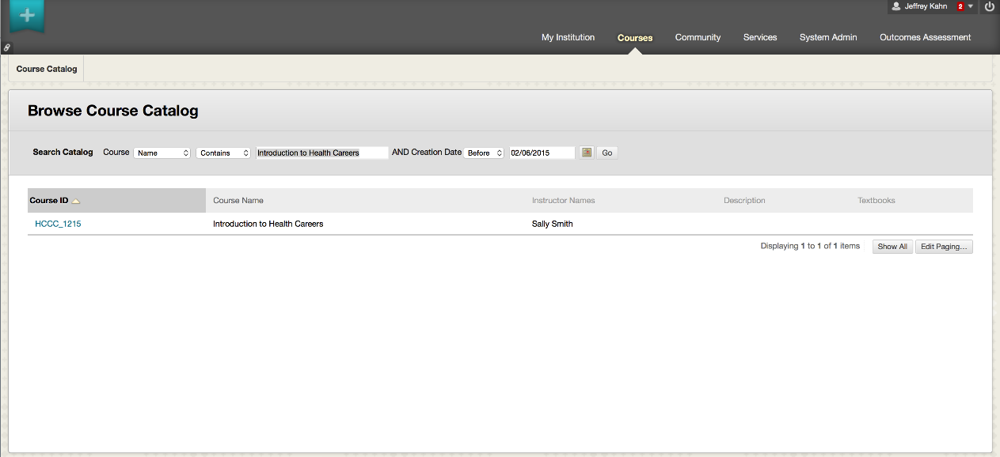 Jeffrey Kahn 2
My Institution Courses Community Services System Admin Outcomes Assessment
Course Catalog
Browse Course Catalog
Search Catalog Course Name Contains Introduction to Health Careers AND Creation Date Before 02/06/2015 Go
Course ID Course Name Instructor Names Description Textbooks
HCCC_1215 Introduction to Health Careers Sally Smith
Displaying 1 to 1 of 1 items Show All Edit Paging...